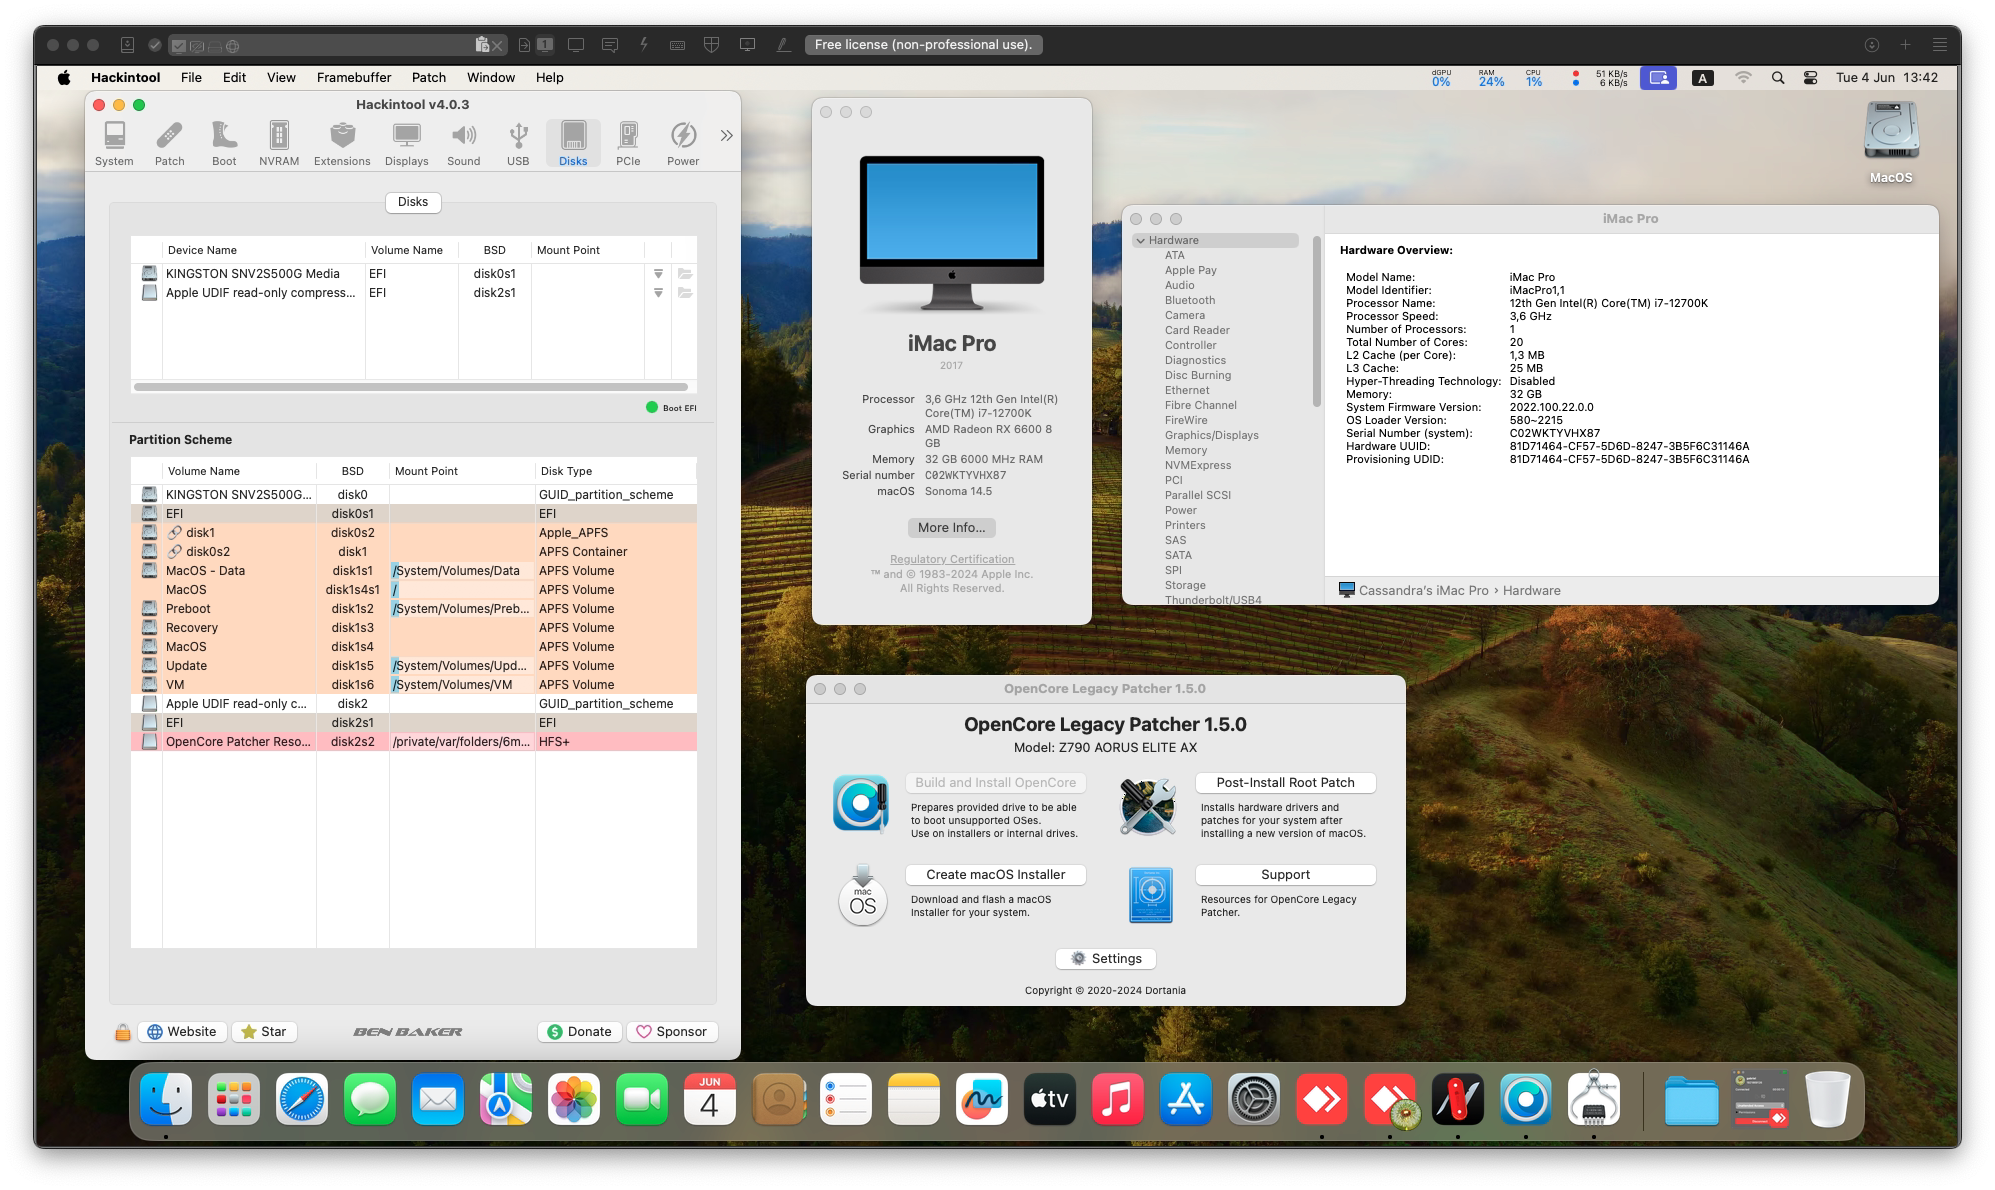 1
Free license (non-professional use).
Hackintool File Edit View Framebuffer Patch Window Help
dGPU 0% RAM 24% CPU 1% 51 KB/s 6 KB/s A Tue 4 Jun 13:42
Hackintool v4.0.3
System Patch Boot NVRAM Extensions Displays Sound USB Disks PCIe Power
Disks
Device Name Volume Name BSD Mount Point
KINGSTON SNV2S500G Media EFI disk0s1
Apple UDIF read-only compress... EFI disk2s1
Boot EFI
Partition Scheme
Volume Name BSD Mount Point Disk Type
KINGSTON SNV2S500G... disk0 GUID_partition_scheme
EFI disk0s1 EFI
disk1 disk0s2 Apple_APFS
disk0s2 disk1 APFS Container
MacOS - Data disk1s1 /System/Volumes/Data APFS Volume
MacOS disk1s4s1 / APFS Volume
Preboot disk1s2 /System/Volumes/Preb... APFS Volume
Recovery disk1s3 APFS Volume
MacOS disk1s4 APFS Volume
Update disk1s5 /System/Volumes/Upd... APFS Volume
VM disk1s6 /System/Volumes/VM APFS Volume
Apple UDIF read-only c... disk2 GUID_partition_scheme
EFI disk2s1 EFI
OpenCore Patcher Reso... disk2s2 /private/var/folders/6m... HFS+
Website Star BEN BAKER Donate Sponsor
iMac Pro
2017
Processor 3,6 GHz 12th Gen Intel(R)
Core(TM) i7-12700K
Graphics AMD Radeon RX 6600 8
GB
Memory 32 GB 6000 MHz RAM
Serial number C02WKTYVHX87
macOS Sonoma 14.5
More Info...
Regulatory Certification
™ and © 1983-2024 Apple Inc.
All Rights Reserved.
MacOS
iMac Pro
Hardware
ATA
Apple Pay
Audio
Bluetooth
Camera
Card Reader
Controller
Diagnostics
Disc Burning
Ethernet
Fibre Channel
FireWire
Graphics/Displays
Memory
NVMExpress
PCI
Parallel SCSI
Power
Printers
SAS
SATA
SPI
Storage
Thunderbolt/USB4
Hardware Overview:
Model Name: iMac Pro
Model Identifier: iMacPro1,1
Processor Name: 12th Gen Intel(R) Core(TM) i7-12700K
Processor Speed: 3,6 GHz
Number of Processors: 1
Total Number of Cores: 20
L2 Cache (per Core): 1,3 MB
L3 Cache: 25 MB
Hyper-Threading Technology: Disabled
Memory: 32 GB
System Firmware Version: 2022.100.22.0.0
OS Loader Version: 580~2215
Serial Number (system): C02WKTYVHX87
Hardware UUID: 81D71464-CF57-5D6D-8247-3B5F6C31146A
Provisioning UDID: 81D71464-CF57-5D6D-8247-3B5F6C31146A
Cassandra's iMac Pro › Hardware
OpenCore Legacy Patcher 1.5.0
OpenCore Legacy Patcher 1.5.0
Model: Z790 AORUS ELITE AX
Build and Install OpenCore
Prepares provided drive to be able
to boot unsupported OSes.
Use on installers or internal drives.
Post-Install Root Patch
Installs hardware drivers and
patches for your system after
installing a new version of macOS.
mac
OS
Create macOS Installer
Download and flash a macOS
Installer for your system.
Support
Resources for OpenCore Legacy
Patcher.
Settings
Copyright © 2020-2024 Dortania
JUN
4
tv